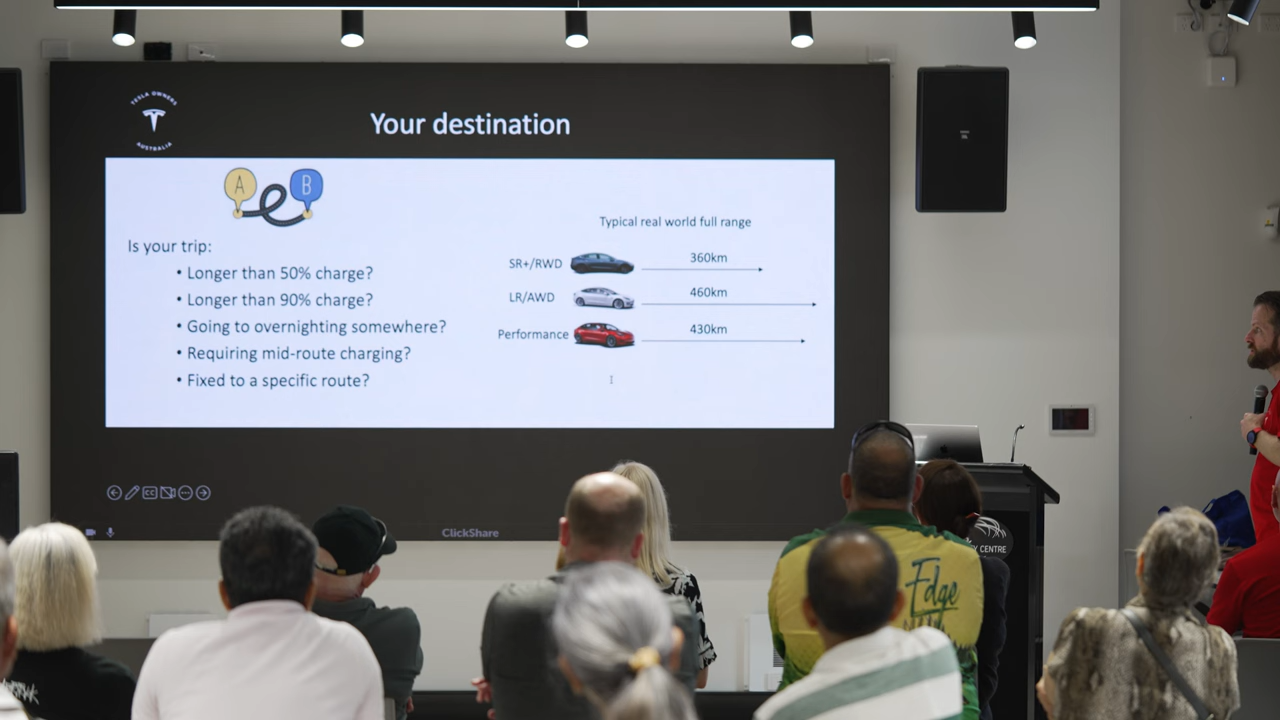 TESLA OWNERS
AUSTRALIA
Your destination
A B
Is your trip:
• Longer than 50% charge?
• Longer than 90% charge?
• Going to overnighting somewhere?
• Requiring mid-route charging?
• Fixed to a specific route?
Typical real world full range
SR+/RWD 360km
LR/AWD 460km
Performance 430km
CC
ClickShare
Edge
CENTRE